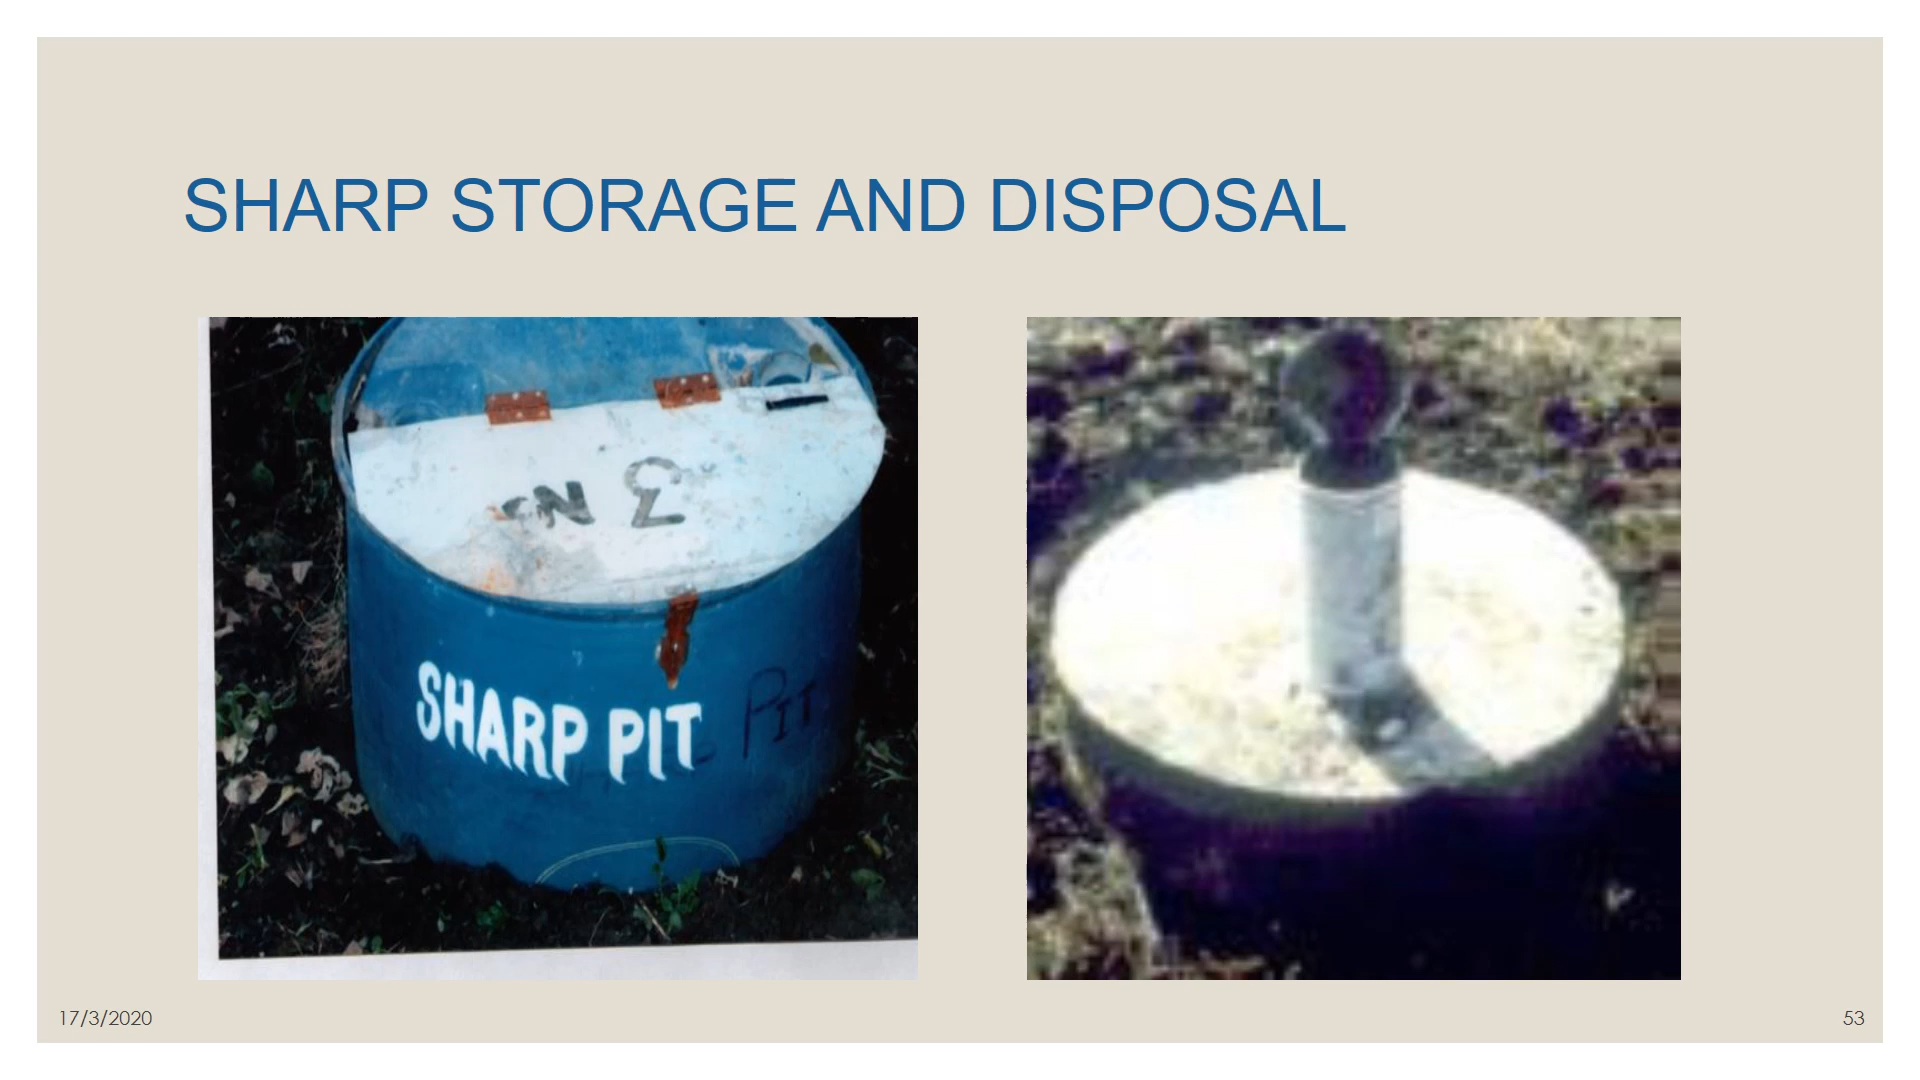 SHARP STORAGE AND DISPOSAL
SHARP PIT
PIT
17/3/2020
53